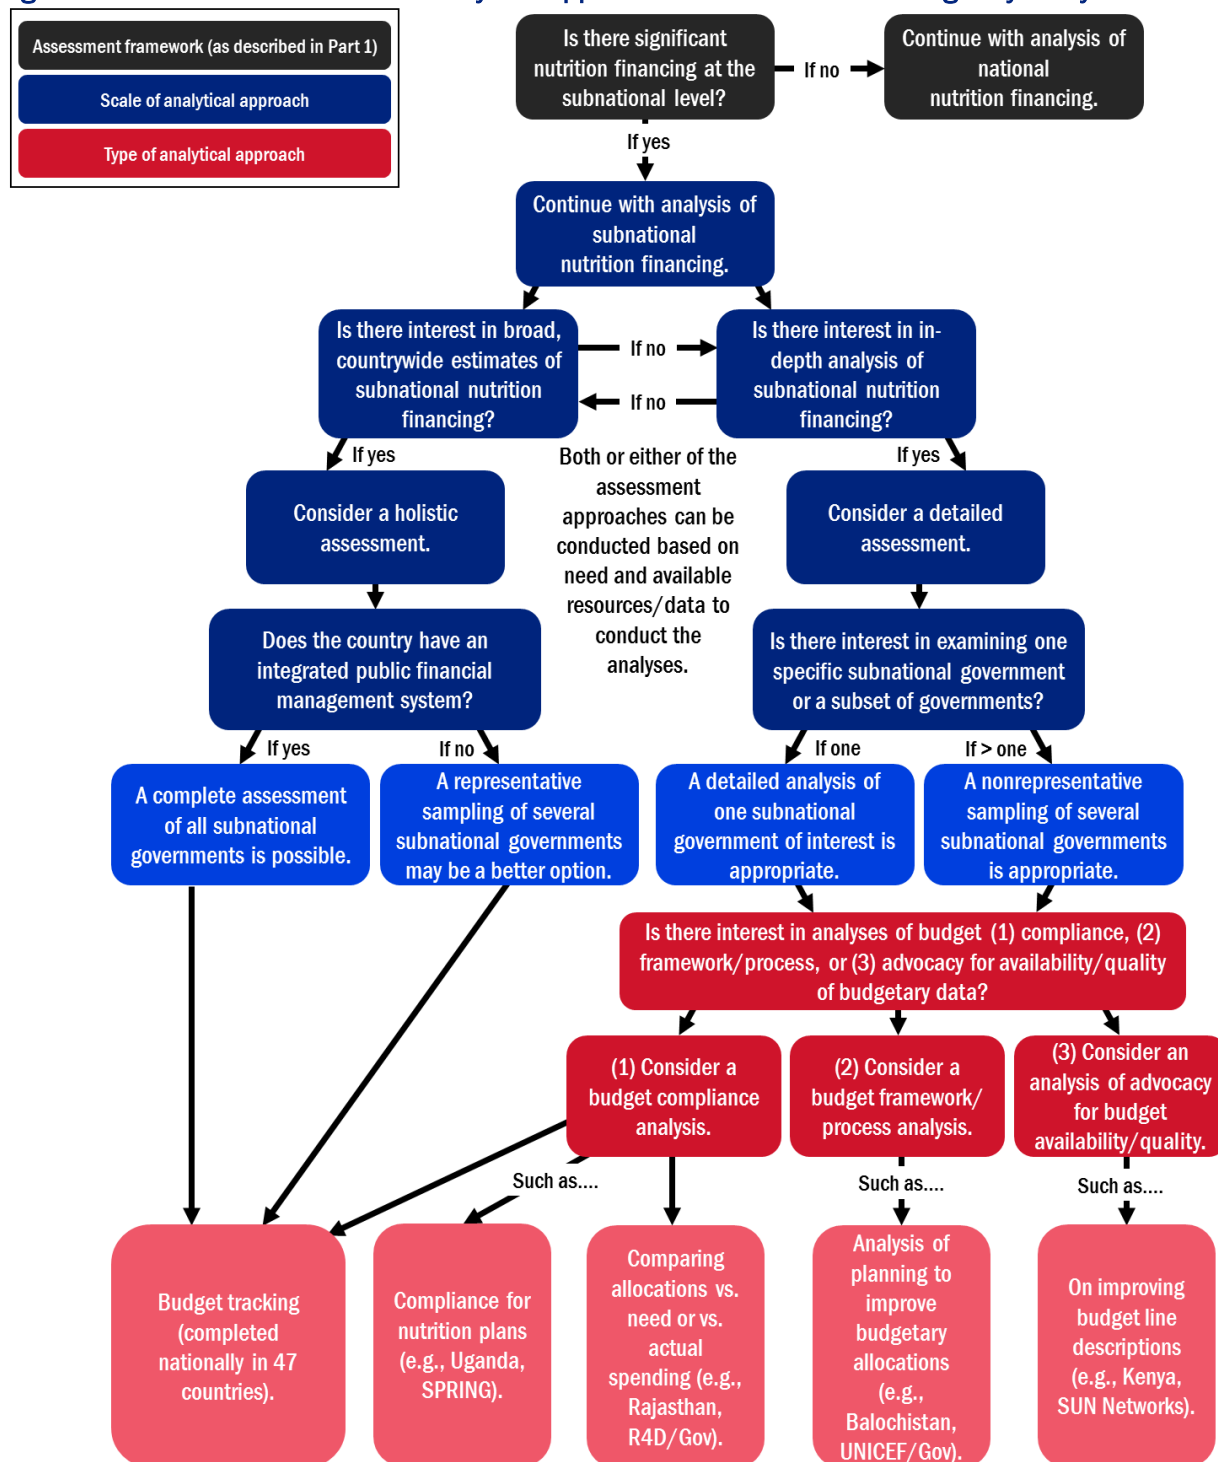 Assessment framework (as described in Part 1)
Scale of analytical approach
Type of analytical approach
Is there significant
nutrition financing at the
subnational level?
If no
Continue with analysis of
national
nutrition financing.
If yes
Continue with analysis of
subnational
nutrition financing.
Is there interest in broad,
countrywide estimates of
subnational nutrition
financing?
If no
If no
Is there interest in in-
depth analysis of
subnational nutrition
financing?
If yes
Both or either of the
assessment
approaches can be
conducted based on
need and available
resources/data to
conduct the
analyses.
If yes
Consider a holistic
assessment.
Consider a detailed
assessment.
Does the country have an
integrated public financial
management system?
Is there interest in examining one
specific subnational government
or a subset of governments?
If yes
If no
If one
If > one
A complete assessment
of all subnational
governments is possible.
A representative
sampling of several
subnational governments
may be a better option.
A detailed analysis of
one subnational
government of interest is
appropriate.
A nonrepresentative
sampling of several
subnational governments
is appropriate.
Is there interest in analyses of budget (1) compliance, (2)
framework/process, or (3) advocacy for availability/quality
of budgetary data?
(1) Consider a
budget compliance
analysis.
(2) Consider a
budget framework/
process analysis.
(3) Consider an
analysis of advocacy
for budget
availability/quality.
Such as....
Such as....
Such as....
Budget tracking
(completed
nationally in 47
countries).
Compliance for
nutrition plans
(e.g., Uganda,
SPRING).
Comparing
allocations vs.
need or vs.
actual
spending (e.g.,
Rajasthan,
R4D/Gov).
Analysis of
planning to
improve
budgetary
allocations
(e.g.,
Balochistan,
UNICEF/Gov).
On improving
budget line
descriptions
(e.g., Kenya,
SUN Networks).